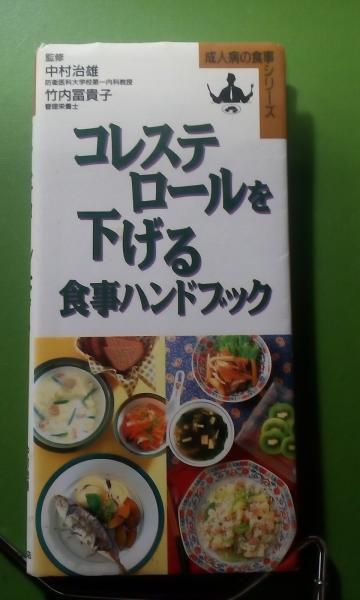 監修
中村治雄
防衛医科大学校第一内科教授
竹内冨貴子
管理栄養士
成人病の食事
シリーズ
コレステ
ロールを
下げる
食事ハンドブック